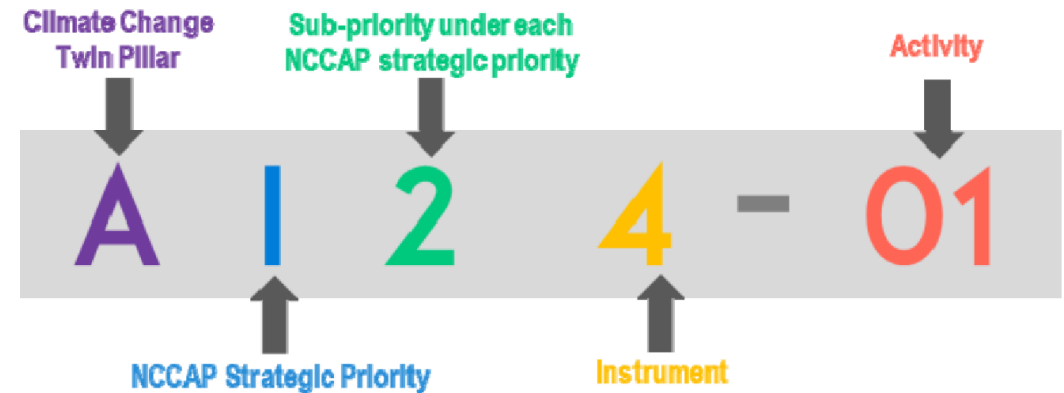 Climate Change
Twin Pillar
Sub-priority under each
NCCAP strategic priority
Activity
A I 2 4 - 01
NCCAP Strategic Priority
Instrument